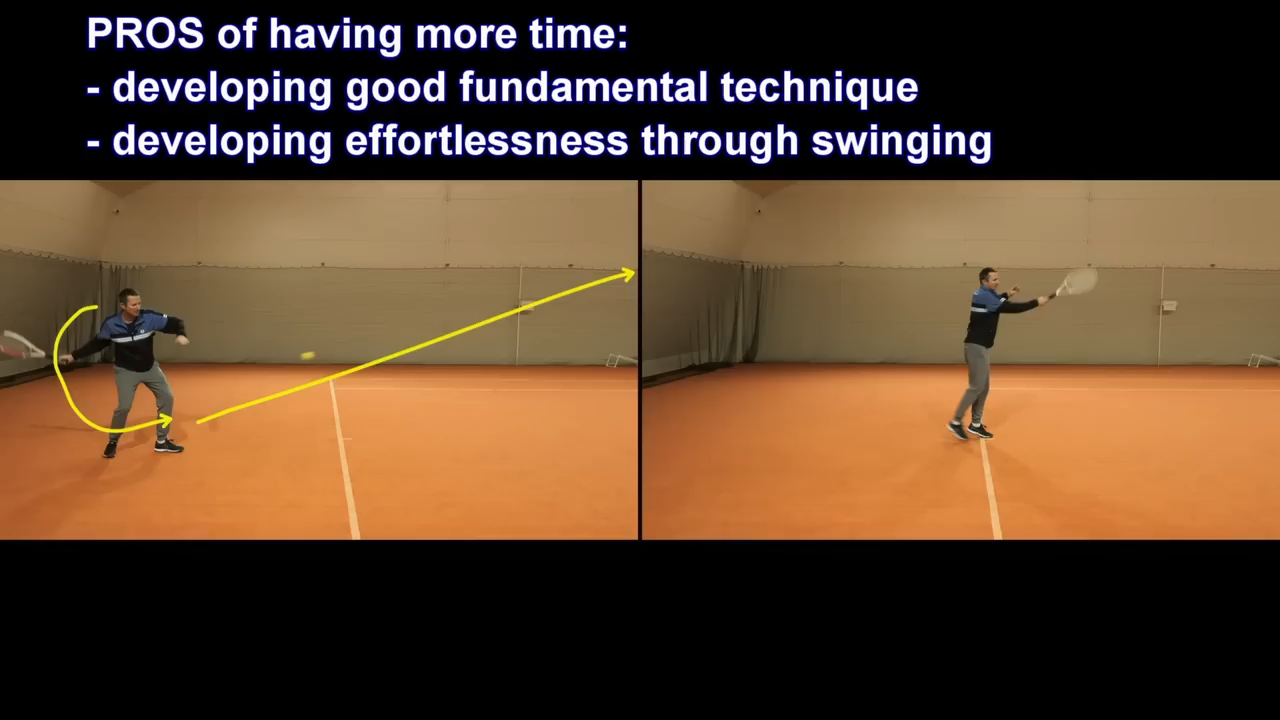 PROS of having more time:
- developing good fundamental technique
- developing effortlessness through swinging